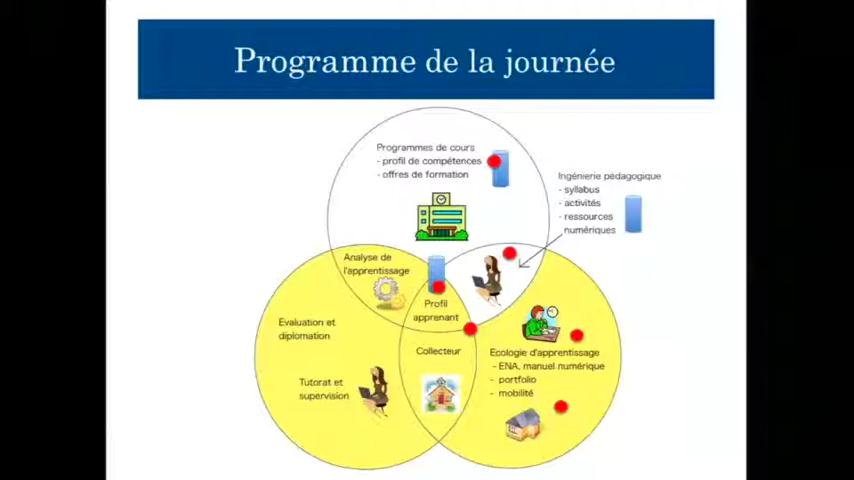 Programme de la journée
Programmes de cours
- profil de compétences
- offres de formation
Ingénierie pédagogique
- syllabus
- activités
- ressources
numériques
Analyse de
l'apprentissage
Profil
apprenant
Evaluation et
diplomation
Collecteur
Ecologie d'apprentissage
- ENA, manuel numérique
- portfolio
- mobilité
Tutorat et
supervision